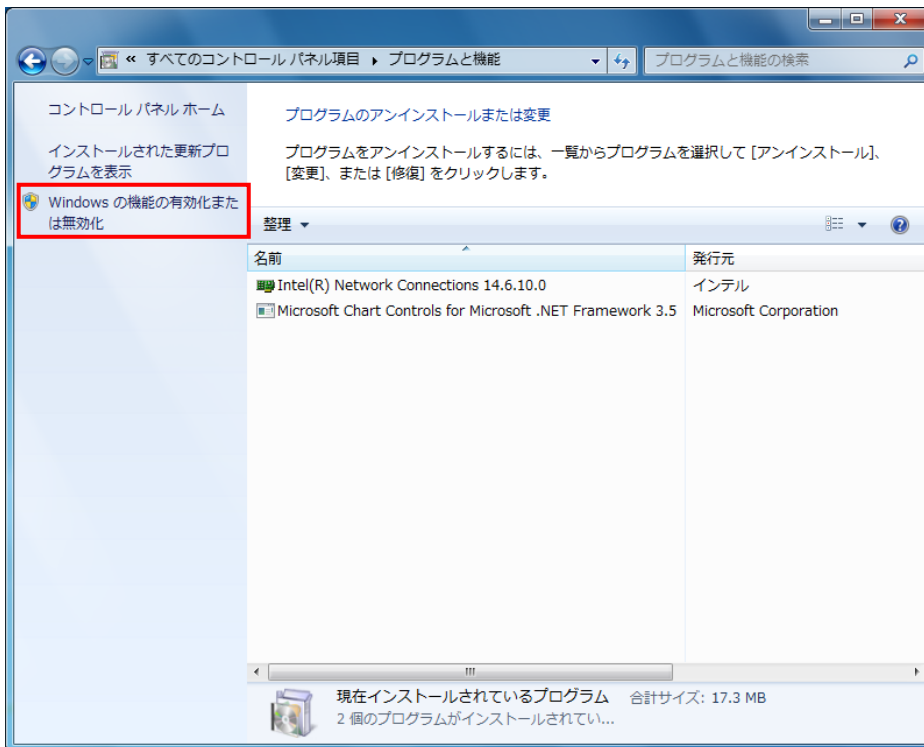 « すべてのコントロール パネル項目 ▸ プログラムと機能
プログラムと機能の検索
コントロール パネル ホーム
インストールされた更新プロ
グラムを表示
Windows の機能の有効化また
は無効化
プログラムのアンインストールまたは変更
プログラムをアンインストールするには、一覧からプログラムを選択して [アンインストール]、
[変更]、または [修復] をクリックします。
整理
名前 発行元
Intel(R) Network Connections 14.6.10.0 インテル
Microsoft Chart Controls for Microsoft .NET Framework 3.5 Microsoft Corporation
現在インストールされているプログラム 合計サイズ: 17.3 MB
2 個のプログラムがインストールされてい...